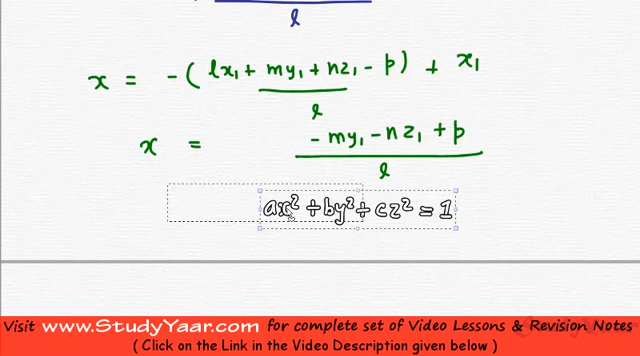 l
x = -(lx₁ + my₁ + nz₁ - p) + x₁
l
x = -my₁ - nz₁ + p
l
ax² + by² + cz² = 1
Visit www.StudyYaar.com for complete set of Video Lessons & Revision Notes
( Click on the Link in the Video Description given below )